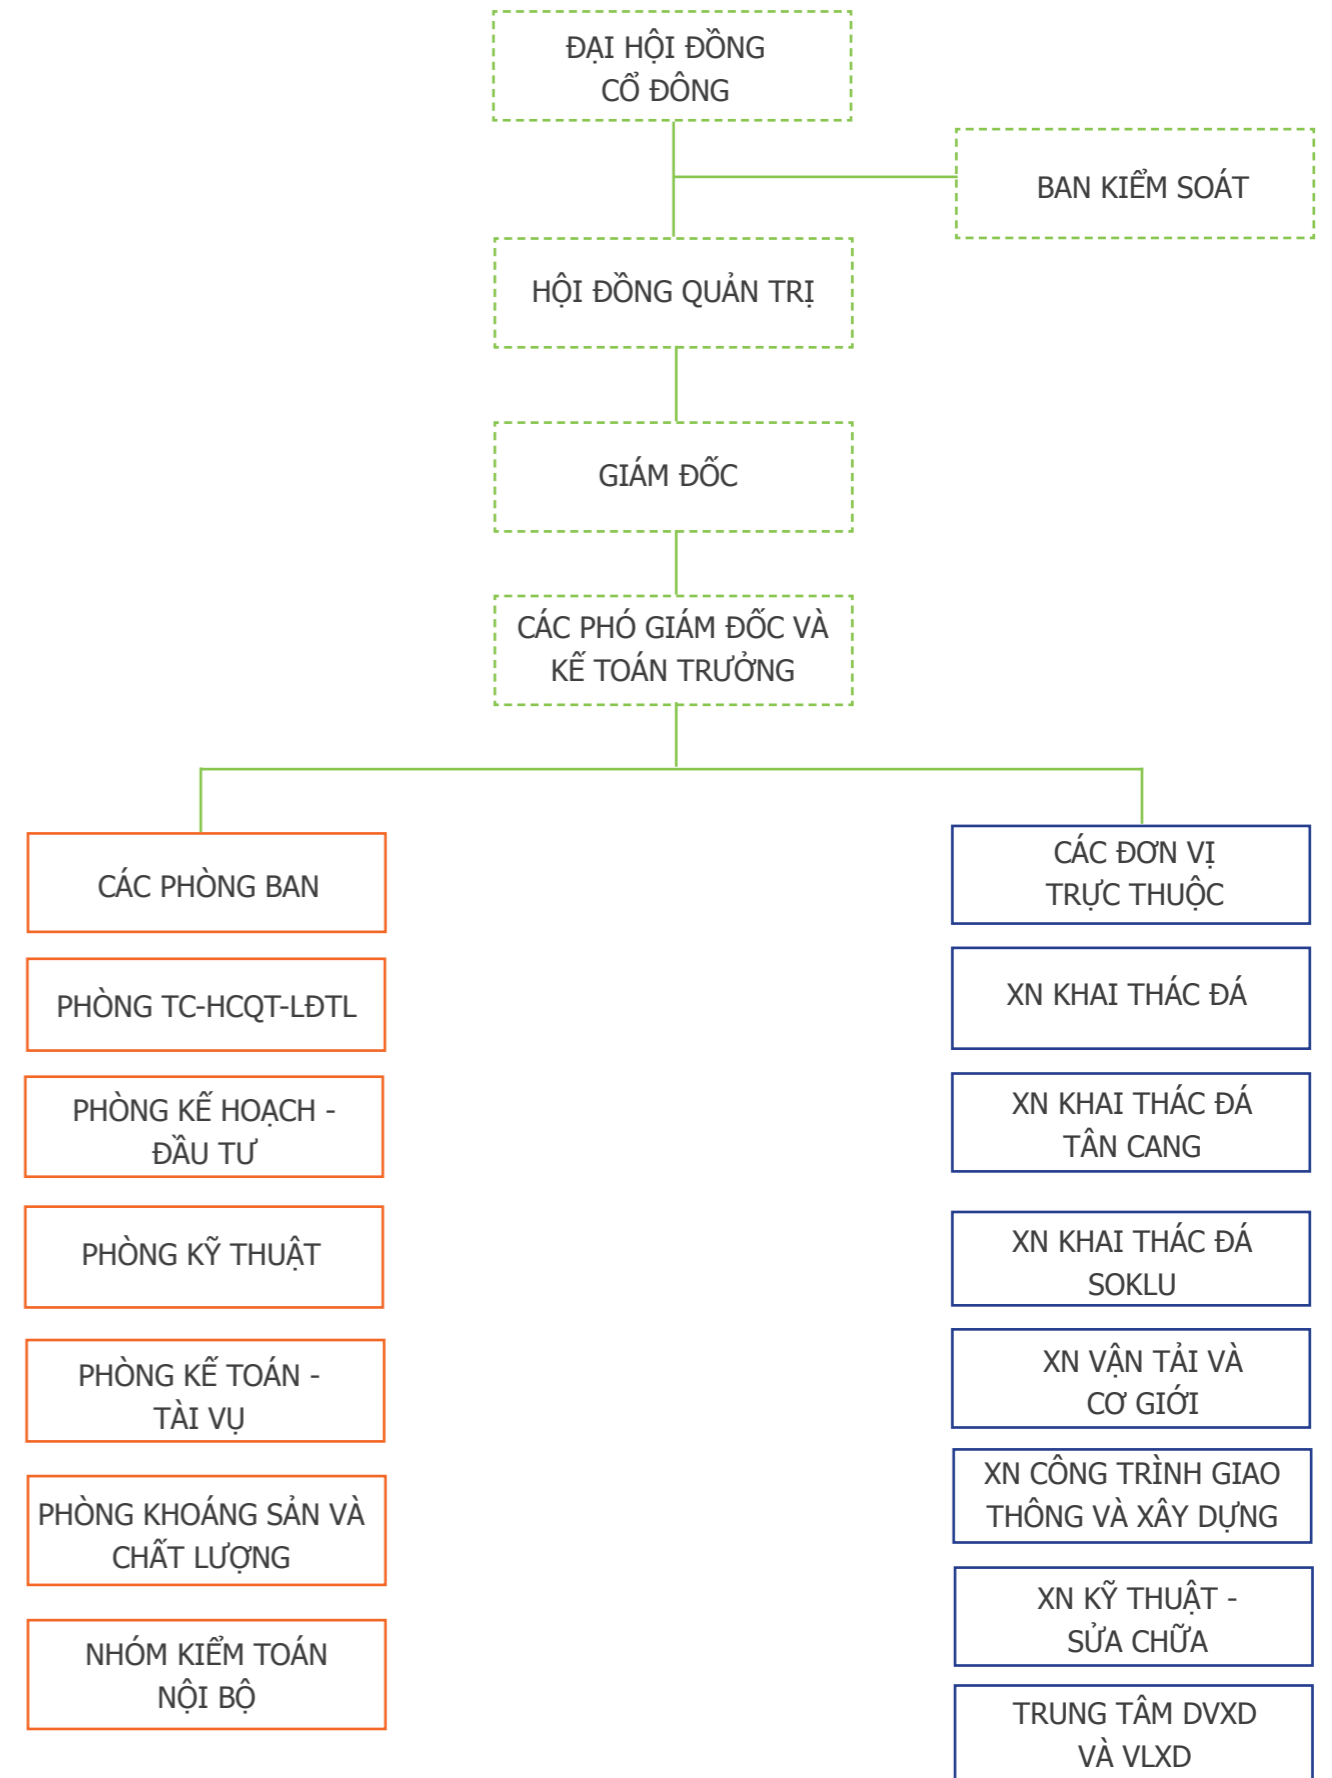 ĐẠI HỘI ĐỒNG
CỔ ĐÔNG
BAN KIỂM SOÁT
HỘI ĐỒNG QUẢN TRỊ
GIÁM ĐỐC
CÁC PHÓ GIÁM ĐỐC VÀ
KẾ TOÁN TRƯỞNG
CÁC PHÒNG BAN
PHÒNG TC-HCQT-LĐTL
PHÒNG KẾ HOẠCH -
ĐẦU TƯ
PHÒNG KỸ THUẬT
PHÒNG KẾ TOÁN -
TÀI VỤ
PHÒNG KHOÁNG SẢN VÀ
CHẤT LƯỢNG
NHÓM KIỂM TOÁN
NỘI BỘ
CÁC ĐƠN VỊ
TRỰC THUỘC
XN KHAI THÁC ĐÁ
XN KHAI THÁC ĐÁ
TÂN CANG
XN KHAI THÁC ĐÁ
SOKLU
XN VẬN TẢI VÀ
CƠ GIỚI
XN CÔNG TRÌNH GIAO
THÔNG VÀ XÂY DỰNG
XN KỸ THUẬT -
SỬA CHỮA
TRUNG TÂM DVXD
VÀ VLXD